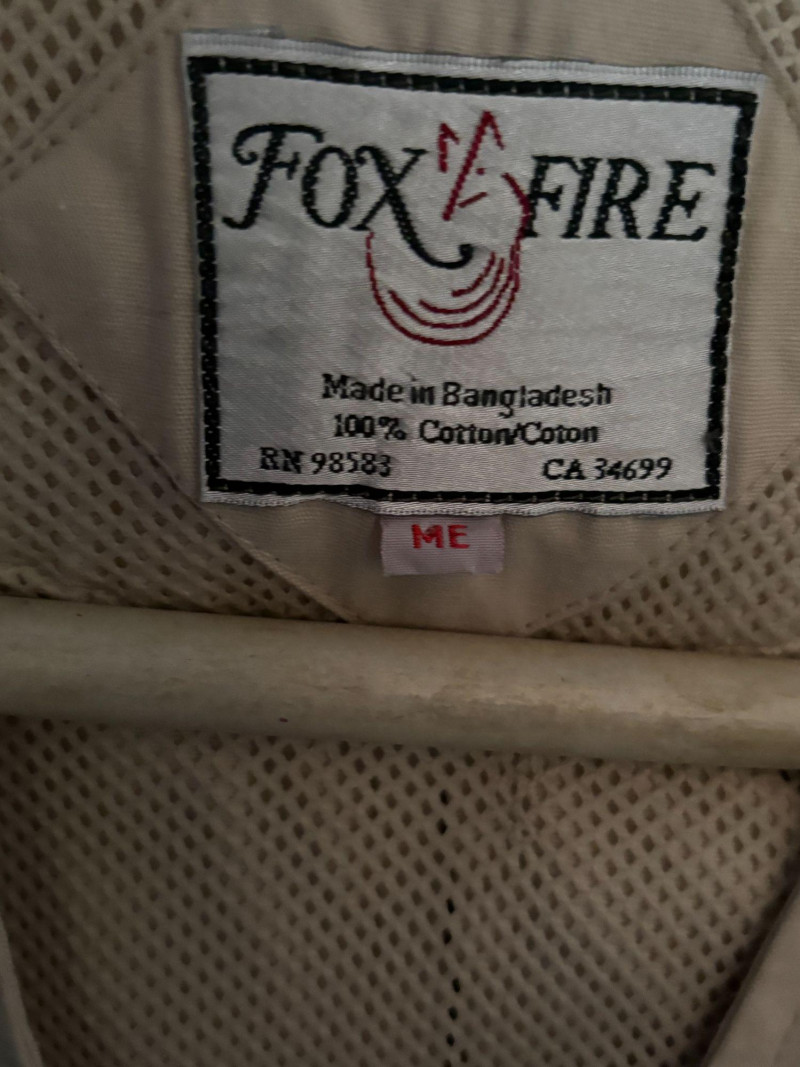 FOX FIRE
Made in Bangladesh
100% Cotton/Coton
RN 98583 CA 34699
ME